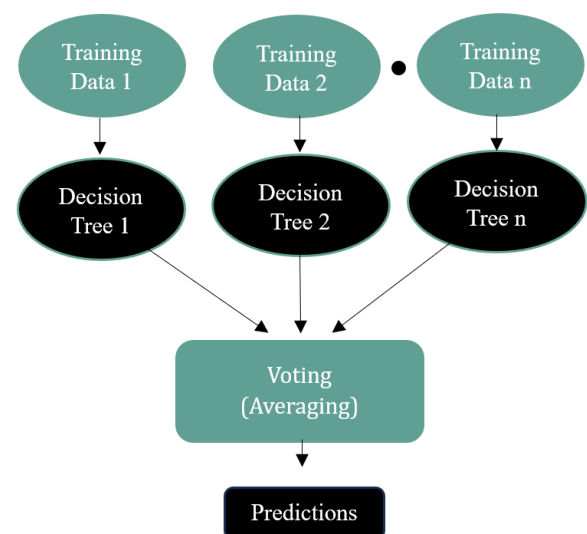 Training
Data 1
Training
Data 2
Training
Data n
Decision
Tree 1
Decision
Tree 2
Decision
Tree n
Voting
(Averaging)
Predictions